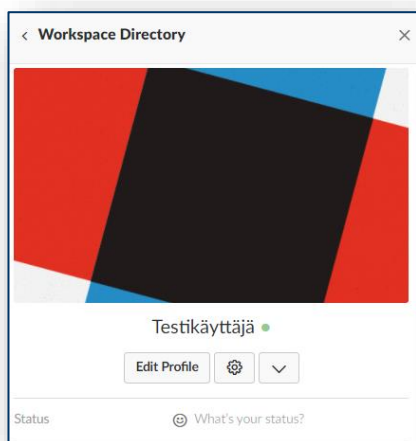 Workspace Directory
Testikäyttäjä
Edit Profile
Status What's your status?